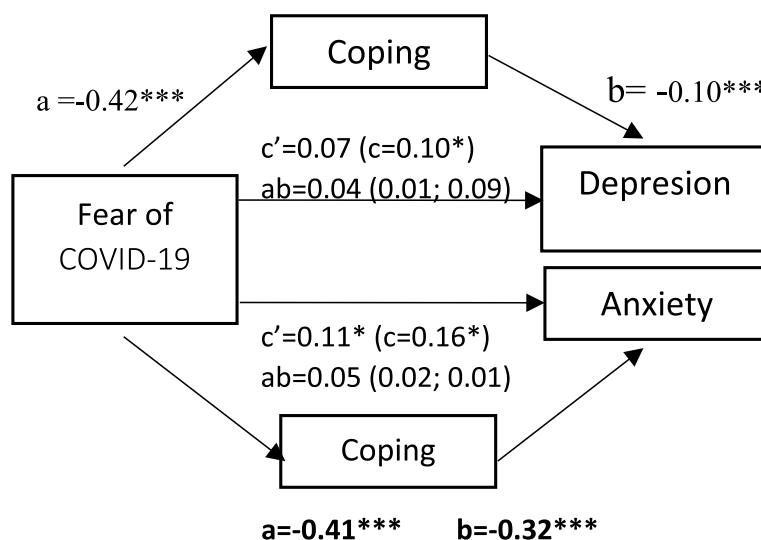 Coping
a =-0.42***
b= -0.10***
c’=0.07 (c=0.10*)
ab=0.04 (0.01; 0.09)
Depresion
Fear of
COVID-19
Anxiety
c’=0.11* (c=0.16*)
ab=0.05 (0.02; 0.01)
Coping
a=-0.41*** b=-0.32***